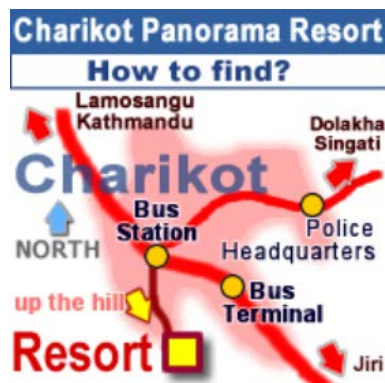 Charikot Panorama Resort
How to find?
Lamosangu
Kathmandu
Dolakha
Singati
Charikot
Bus
Station
NORTH
Police
Headquarters
up the hill
Bus
Terminal
Resort
Jiri